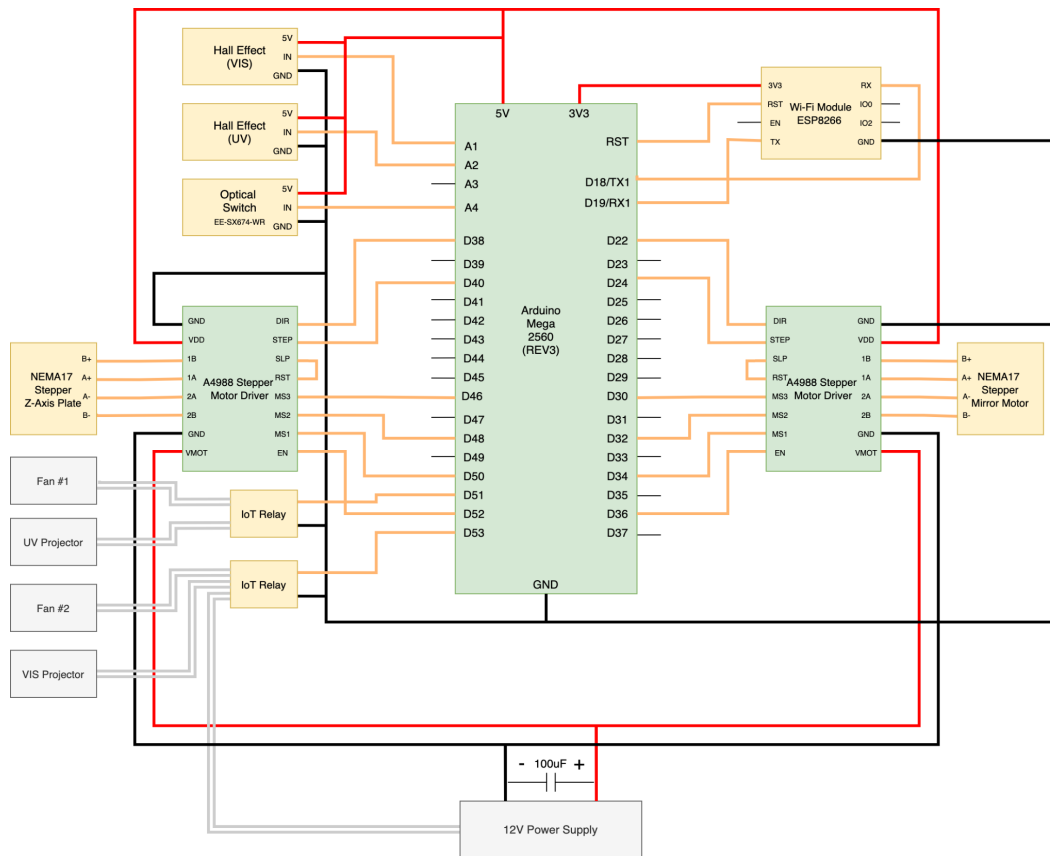 Hall Effect
(VIS)
5V
IN
GND
Hall Effect
(UV)
5V
IN
GND
Optical
Switch
EE-SX674-WR
5V
IN
GND
5V
3V3
A1
A2
A3
A4
D38
D39
D40
D41
D42
D43
D44
D45
D46
D47
D48
D49
D50
D51
D52
D53
Arduino
Mega
2560
(REV3)
RST
D18/TX1
D19/RX1
D22
D23
D24
D25
D26
D27
D28
D29
D30
D31
D32
D33
D34
D35
D36
D37
GND
3V3
RST
EN
TX
Wi-Fi Module
ESP8266
RX
IO0
IO2
GND
GND
VDD
1B
1A
2A
2B
GND
VMOT
A4988 Stepper
Motor Driver
DIR
STEP
SLP
RST
MS3
MS2
MS1
EN
NEMA17
Stepper
Z-Axis Plate
B+
A+
A-
B-
DIR
STEP
SLP
RST
MS3
MS2
MS1
EN
A4988 Stepper
Motor Driver
GND
VDD
1B
1A
2A
2B
GND
VMOT
B+
A+
A-
B-
NEMA17
Stepper
Mirror Motor
Fan #1
UV Projector
Fan #2
VIS Projector
IoT Relay
IoT Relay
- 100uF +
12V Power Supply